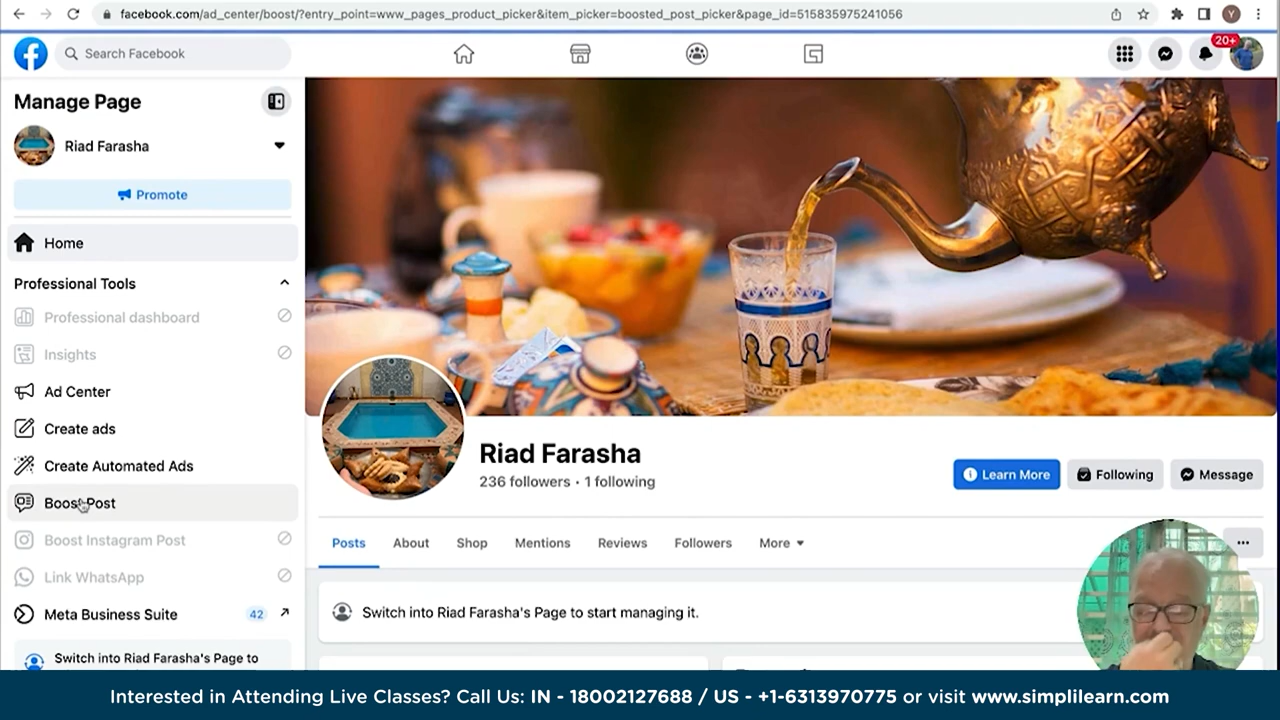 facebook.com/ad_center/boost/?entry_point=www_pages_product_picker&item_picker=boosted_post_picker&page_id=515835975241056
Y
Search Facebook
20+
Manage Page
Riad Farasha
Promote
Home
Professional Tools
Professional dashboard
Insights
Ad Center
Create ads
Create Automated Ads
Boost Post
Boost Instagram Post
Link WhatsApp
Meta Business Suite
42
Switch into Riad Farasha's Page to
Riad Farasha
236 followers • 1 following
Learn More
Following
Message
Posts
About
Shop
Mentions
Reviews
Followers
More
Switch into Riad Farasha's Page to start managing it.
Interested in Attending Live Classes? Call Us: IN - 18002127688 / US - +1-6313970775 or visit www.simplilearn.com